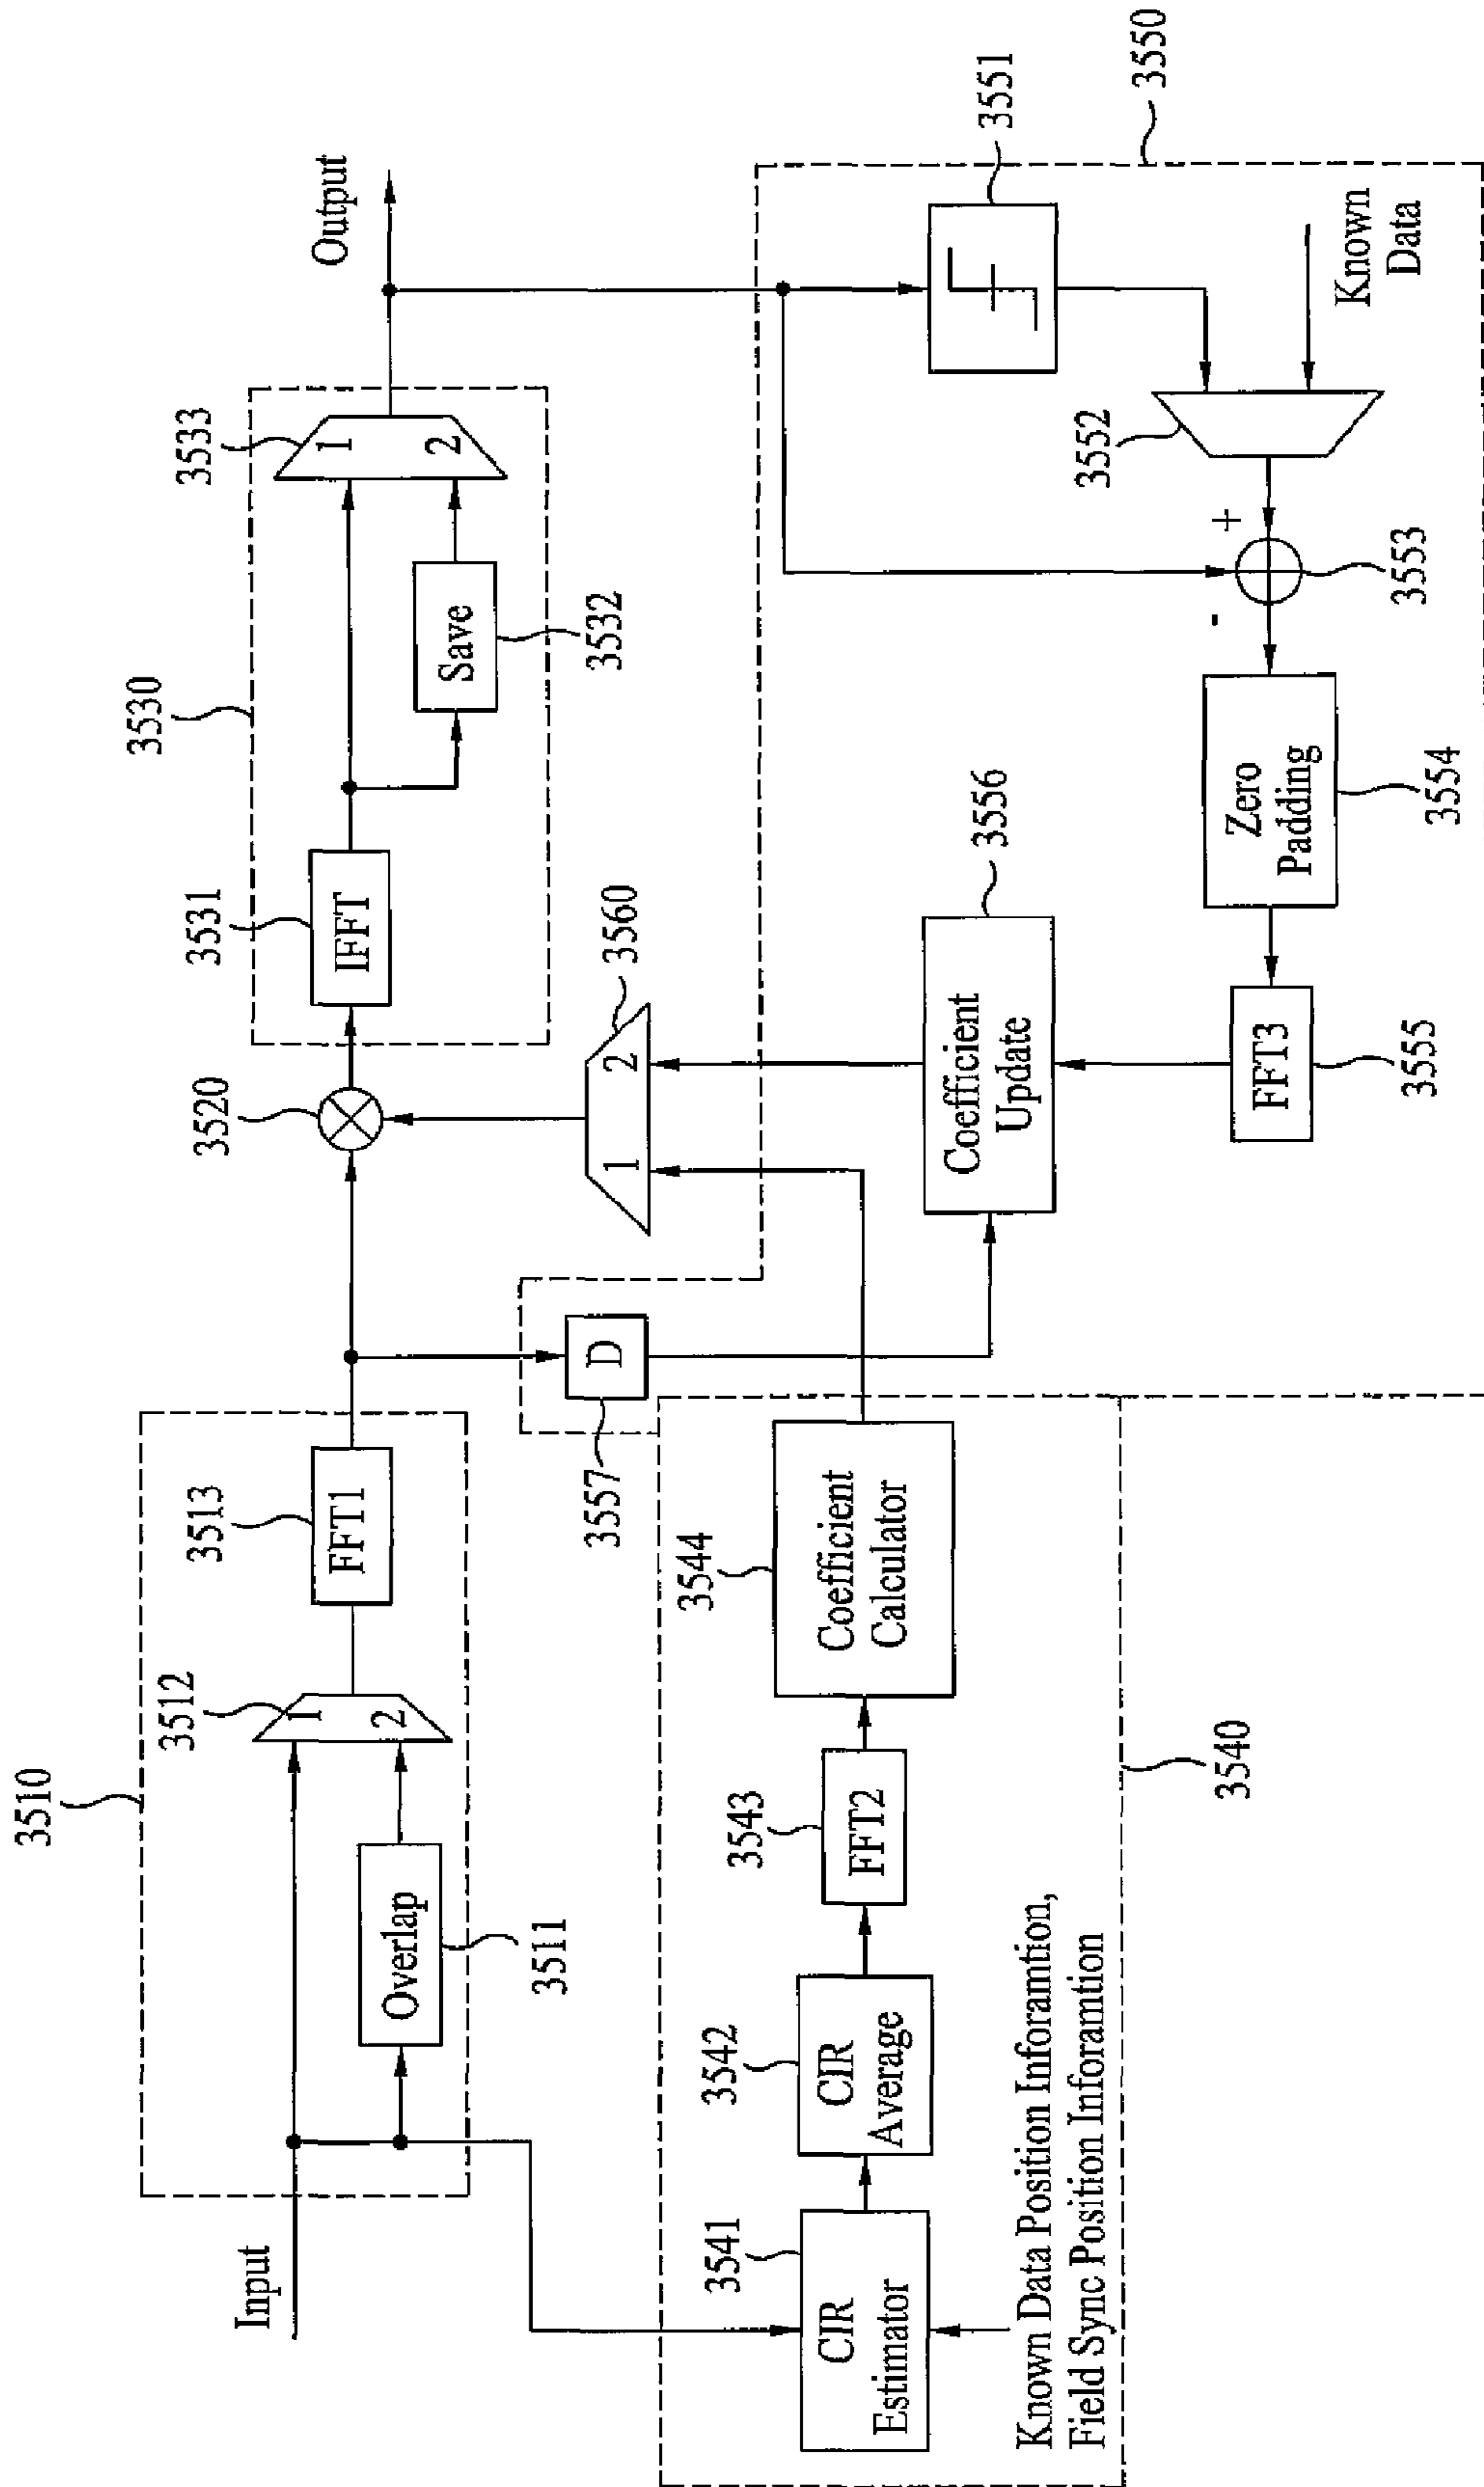 Input
3510
Overlap
3511
1
2
3512
FFT1
3513
3520
3530
IFFT
3531
Save
3532
1
2
3533
Output
D
3557
1
2
3560
CIR
Estimator
3541
CIR
Average
3542
FFT2
3543
Coefficient
Calculator
3544
Known Data Position Inforamtion,
Field Sync Position Inforamtion
3540
Coefficient
Update
3556
FFT3
3555
Zero
Padding
3554
-
+
3553
3552
3551
Known
Data
3550